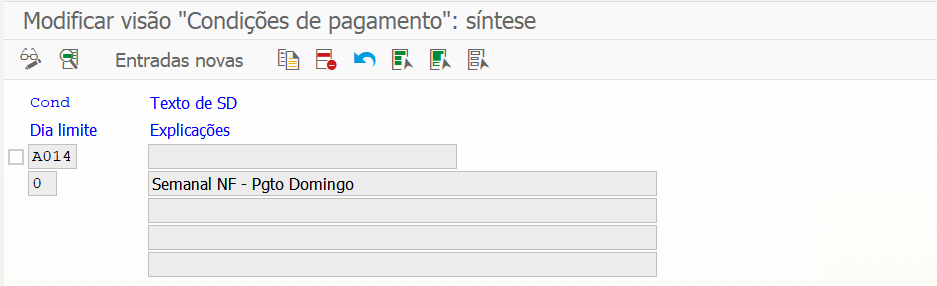 Modificar visão "Condições de pagamento": síntese
Entradas novas
Cond Texto de SD
Dia limite Explicações
A014
0 Semanal NF - Pgto Domingo